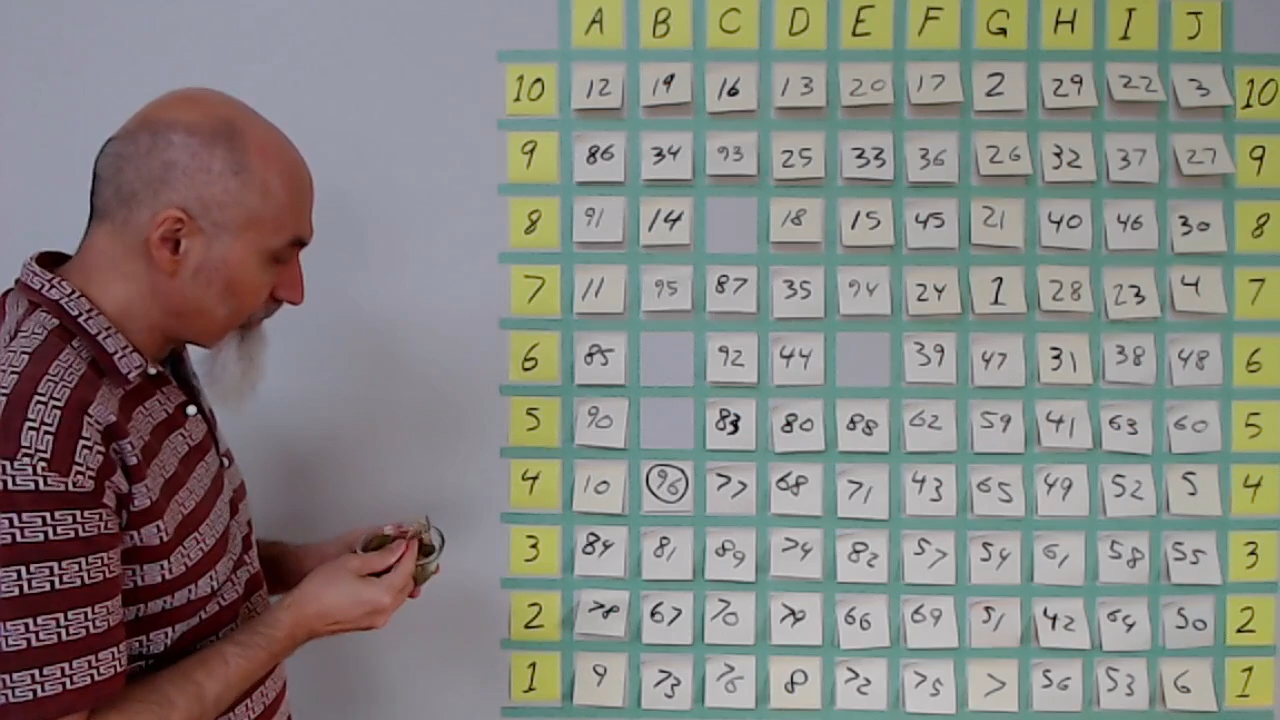 A B C D E F G H I J
10 12 19 16 13 20 17 2 29 22 3 10
9 86 34 93 25 33 36 26 32 37 27 9
8 91 14 18 15 45 21 40 46 30 8
7 11 95 87 35 94 24 1 28 23 4 7
6 85 92 44 39 47 31 38 48 6
5 90 83 80 88 62 59 41 63 60 5
4 10 96 77 68 71 43 65 49 52 5 4
3 84 81 89 74 82 57 54 61 58 55 3
2 78 67 70 79 66 69 51 42 64 50 2
1 9 73 76 8 72 75 7 56 53 6 1